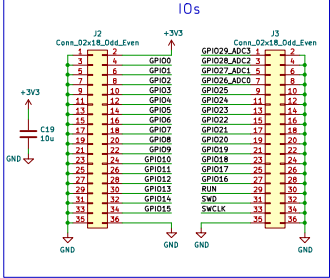 IOs
J2
Conn_02x18_Odd_Even
+3V3
1 2
3 4 GPIO0
5 6 GPIO1
7 8 GPIO2
9 10 GPIO3
11 12 GPIO4
13 14 GPIO5
15 16 GPIO6
17 18 GPIO7
19 20 GPIO8
21 22 GPIO9
23 24 GPIO10
25 26 GPIO11
27 28 GPIO12
29 30 GPIO13
31 32 GPIO14
33 34 GPIO15
35 36
GND
GND
+3V3
C19
10u
GND
J3
Conn_02x18_Odd_Even
GPIO29_ADC3 1 2
GPIO28_ADC2 3 4
GPIO27_ADC1 5 6
GPIO26_ADC0 7 8
GPIO25 9 10
GPIO24 11 12
GPIO23 13 14
GPIO22 15 16
GPIO21 17 18
GPIO20 19 20
GPIO19 21 22
GPIO18 23 24
GPIO17 25 26
GPIO16 27 28
RUN 29 30
SWD 31 32
SWCLK 33 34
35 36
GND
GND